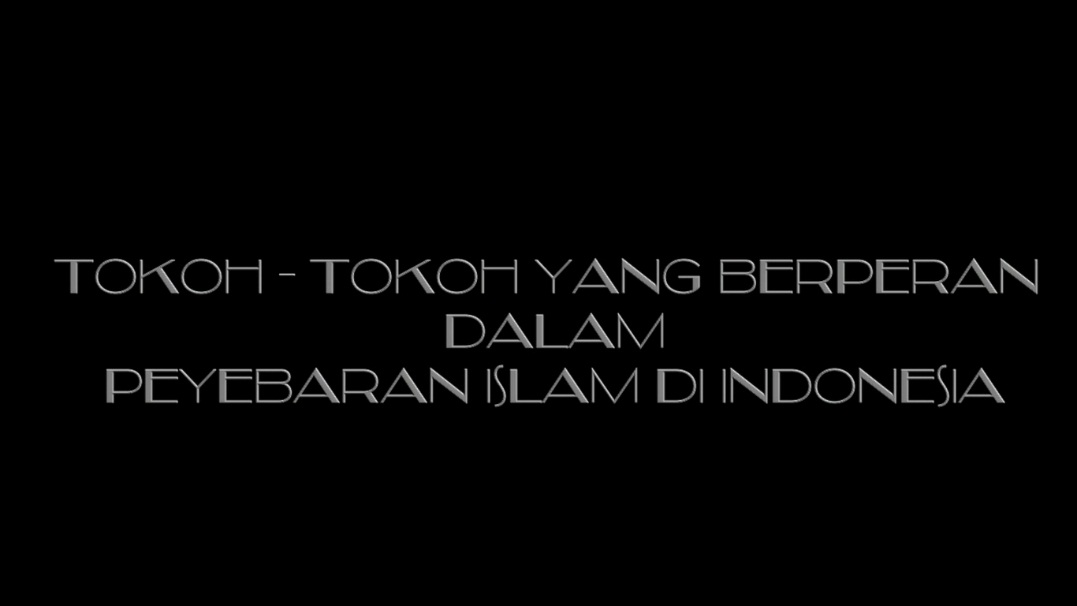 TOKOH - TOKOH YANG BERPERAN
DALAM
PEYEBARAN ISLAM DI INDONESIA